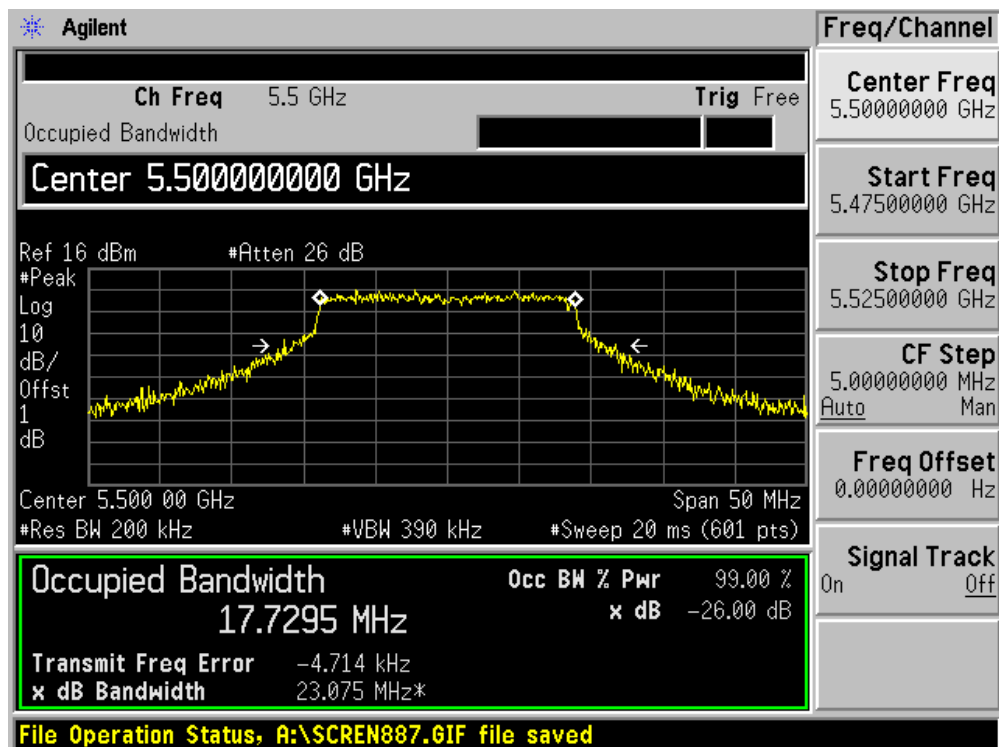 Agilent
Freq/Channel
Ch Freq 5.5 GHz Trig Free
Occupied Bandwidth
Center 5.500000000 GHz
Ref 16 dBm #Atten 26 dB
#Peak
Log
10
dB/
Offst
1
dB
Center 5.500 00 GHz Span 50 MHz
#Res BW 200 kHz #VBW 390 kHz #Sweep 20 ms (601 pts)
Occupied Bandwidth
17.7295 MHz
Occ BW % Pwr 99.00 %
x dB -26.00 dB
Transmit Freq Error -4.714 kHz
x dB Bandwidth 23.075 MHz*
File Operation Status, A:\SCREN887.GIF file saved
Center Freq
5.50000000 GHz
Start Freq
5.47500000 GHz
Stop Freq
5.52500000 GHz
CF Step
5.00000000 MHz
Auto Man
Freq Offset
0.00000000 Hz
Signal Track
On Off